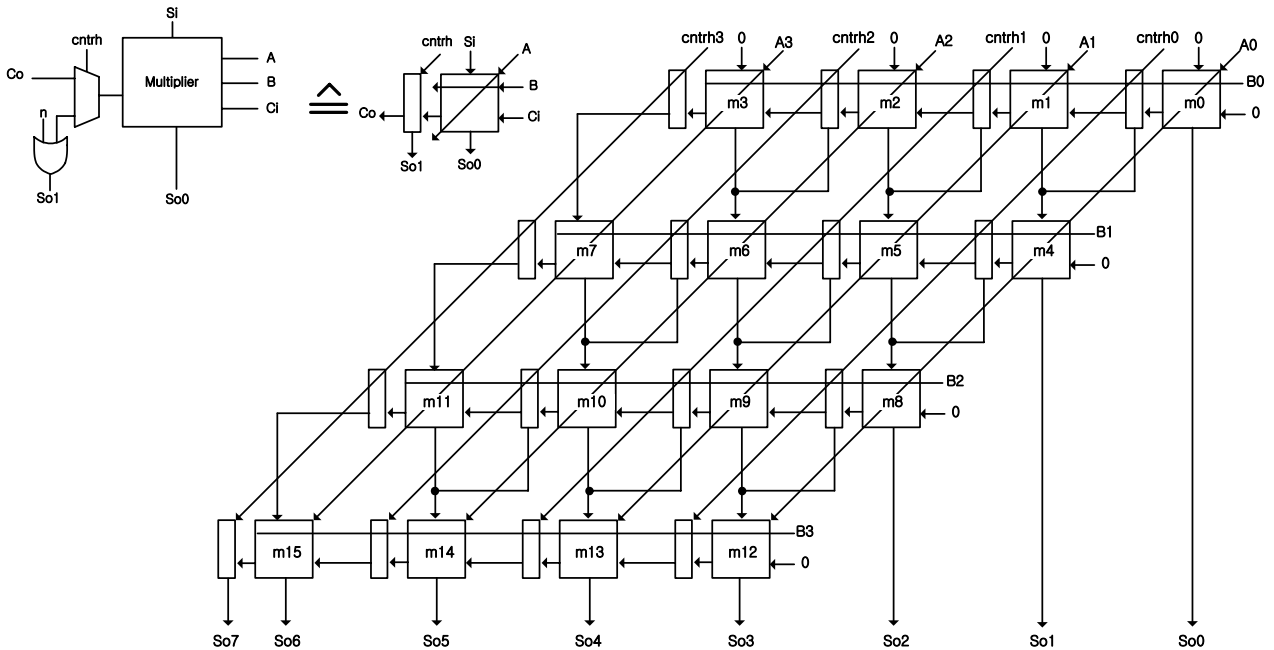 Si
cntrh
Co
Multiplier
A
B
Ci
n
So1
So0
cntrh
Si
A
B
Ci
Co
So1
So0
cntrh3
0
A3
cntrh2
0
A2
cntrh1
0
A1
cntrh0
0
A0
B0
m3
m2
m1
m0
0
B1
m7
m6
m5
m4
0
B2
m11
m10
m9
m8
0
B3
m15
m14
m13
m12
0
So7
So6
So5
So4
So3
So2
So1
So0